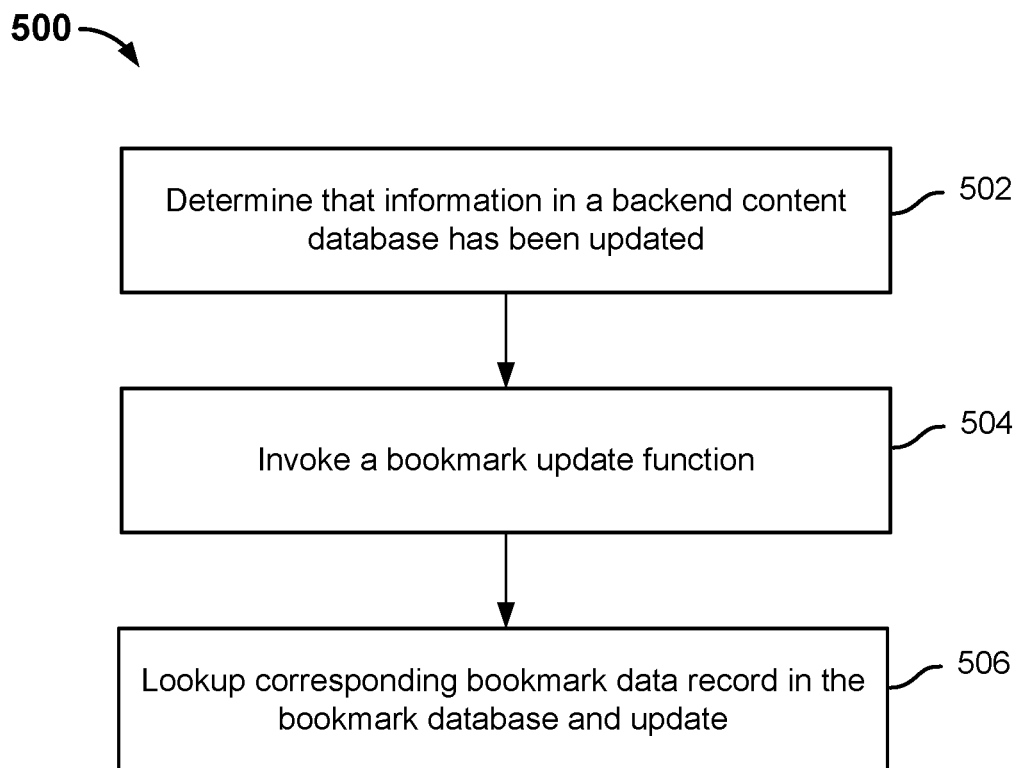 500
Determine that information in a backend content
database has been updated
502
Invoke a bookmark update function
504
Lookup corresponding bookmark data record in the
bookmark database and update
506